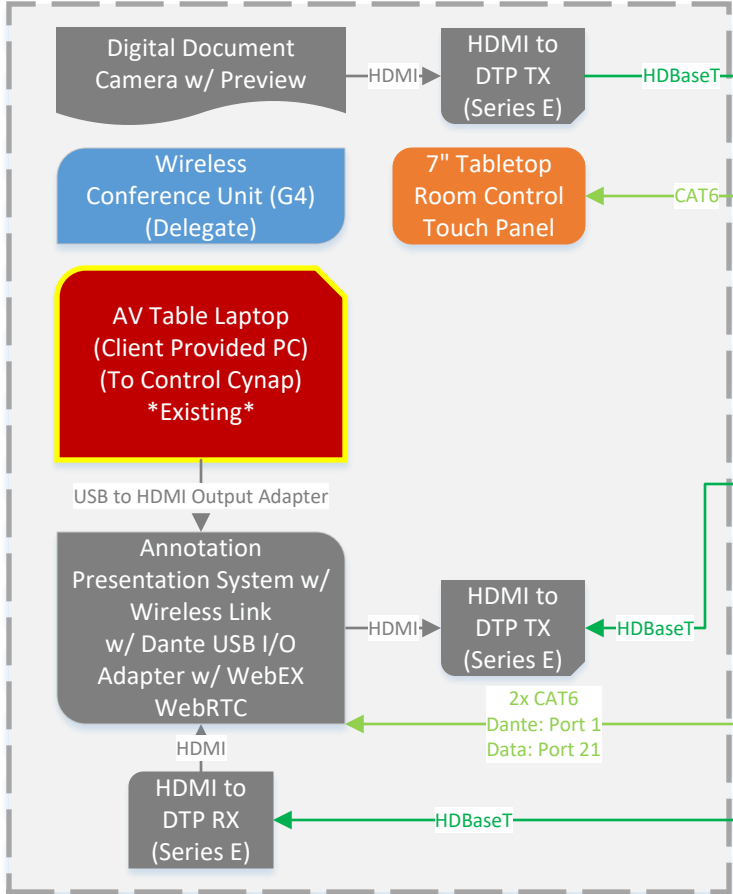 Digital Document
Camera w/ Preview
HDMI
HDMI to
DTP TX
(Series E)
HDBaseT
Wireless
Conference Unit (G4)
(Delegate)
7" Tabletop
Room Control
Touch Panel
CAT6
AV Table Laptop
(Client Provided PC)
(To Control Cynap)
*Existing*
USB to HDMI Output Adapter
Annotation
Presentation System w/
Wireless Link
w/ Dante USB I/O
Adapter w/ WebEX
WebRTC
HDMI
HDMI to
DTP TX
(Series E)
HDBaseT
2x CAT6
Dante: Port 1
Data: Port 21
HDMI
HDMI to
DTP RX
(Series E)
HDBaseT